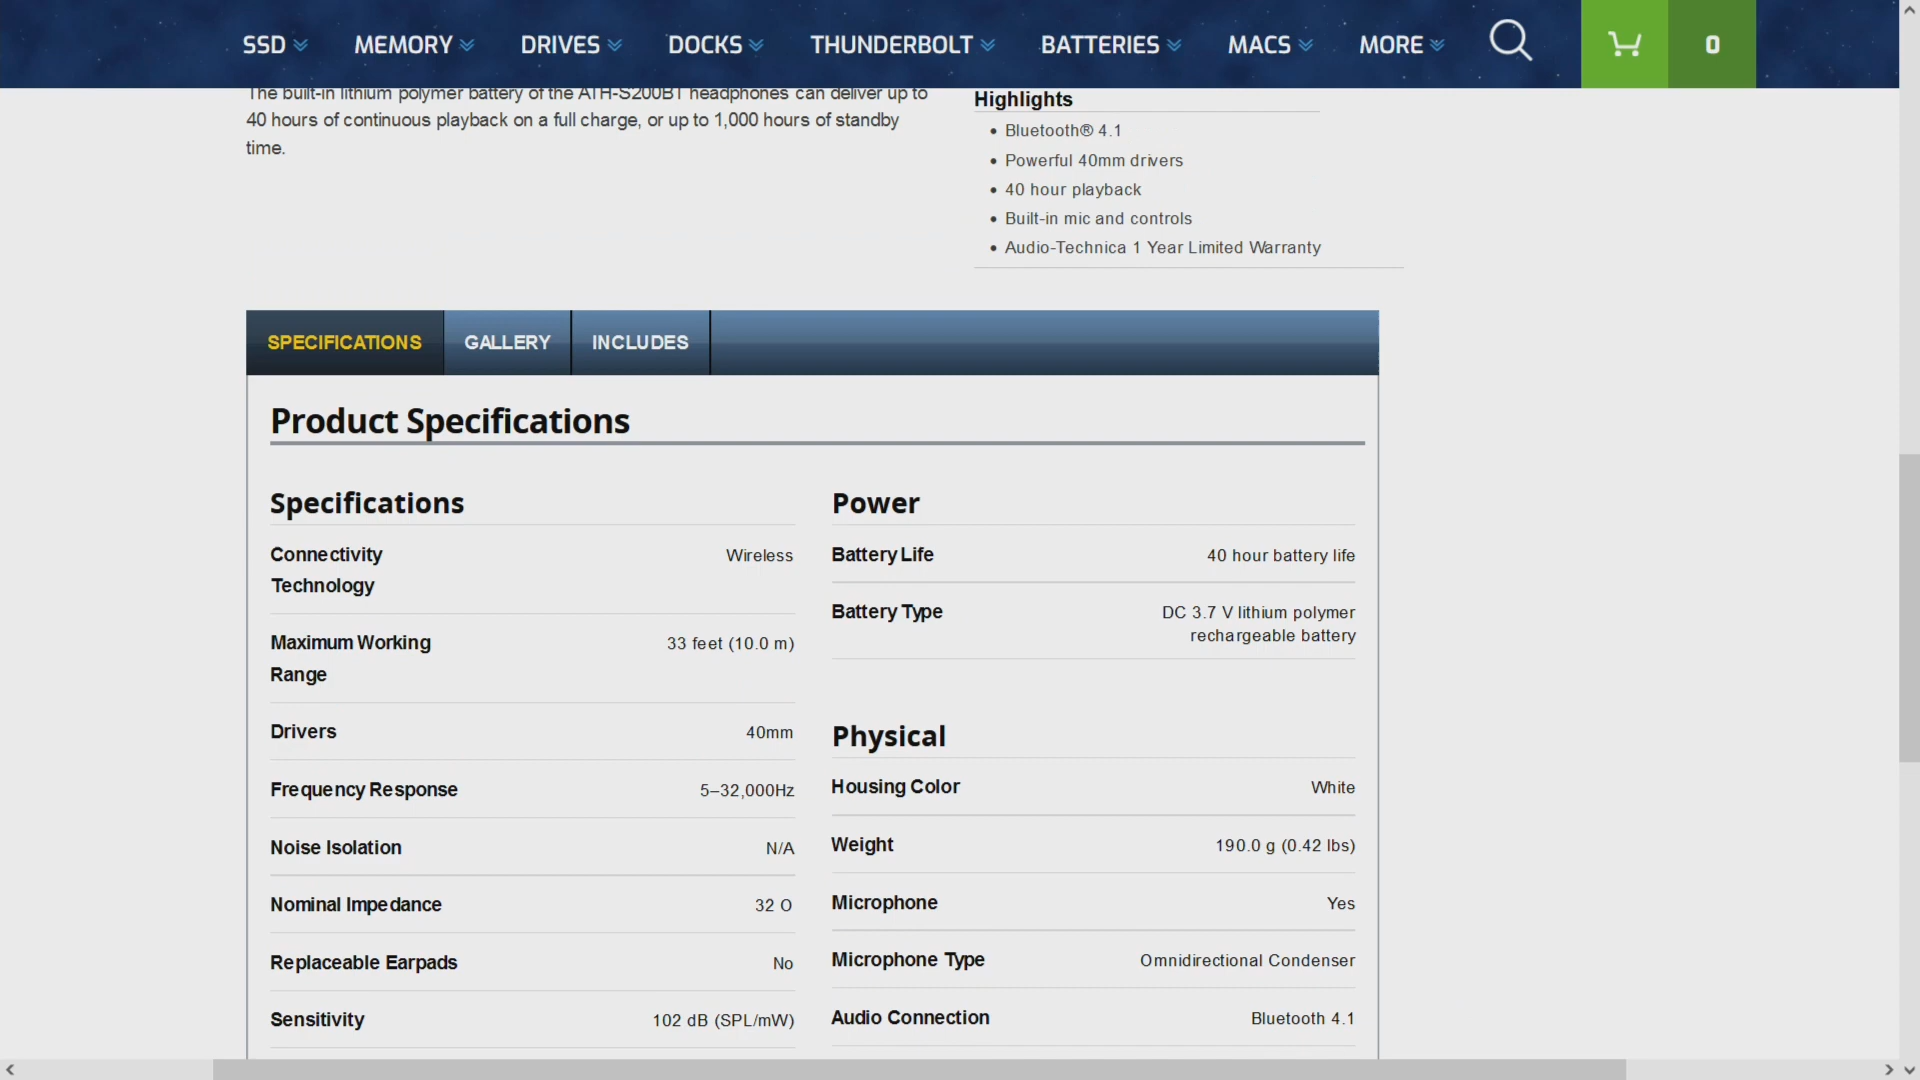 SSD MEMORY DRIVES DOCKS THUNDERBOLT BATTERIES MACS MORE 0
The built-in lithium polymer battery of the ATH-S200BT headphones can deliver up to
40 hours of continuous playback on a full charge, or up to 1,000 hours of standby
time.
Highlights
• Bluetooth® 4.1
• Powerful 40mm drivers
• 40 hour playback
• Built-in mic and controls
• Audio-Technica 1 Year Limited Warranty
SPECIFICATIONS GALLERY INCLUDES
Product Specifications
Specifications
Connectivity Wireless
Technology
Maximum Working 33 feet (10.0 m)
Range
Drivers 40mm
Frequency Response 5–32,000Hz
Noise Isolation N/A
Nominal Impedance 32 O
Replaceable Earpads No
Sensitivity 102 dB (SPL/mW)
Power
Battery Life 40 hour battery life
Battery Type DC 3.7 V lithium polymer
rechargeable battery
Physical
Housing Color White
Weight 190.0 g (0.42 lbs)
Microphone Yes
Microphone Type Omnidirectional Condenser
Audio Connection Bluetooth 4.1